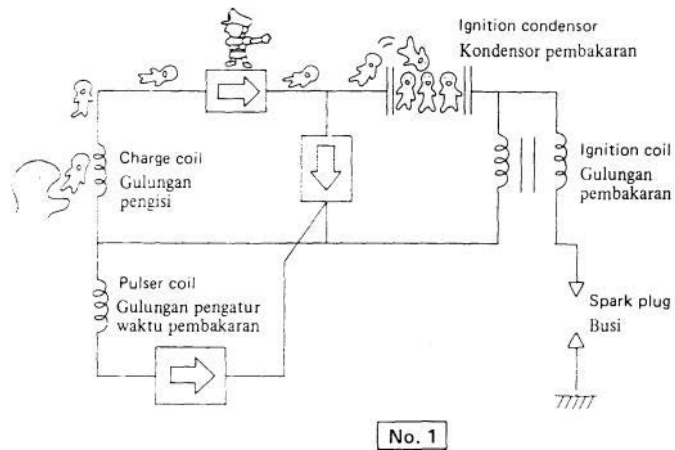 Ignition condensor
Kondensor pembakaran
Charge coil
Gulungan
pengisi
Ignition coil
Gulungan
pembakaran
Pulser coil
Gulungan pengatur
waktu pembakaran
Spark plug
Busi
No. 1